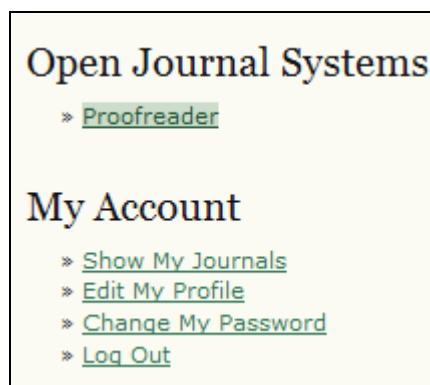 Open Journal Systems
» Proofreader
My Account
» Show My Journals
» Edit My Profile
» Change My Password
» Log Out